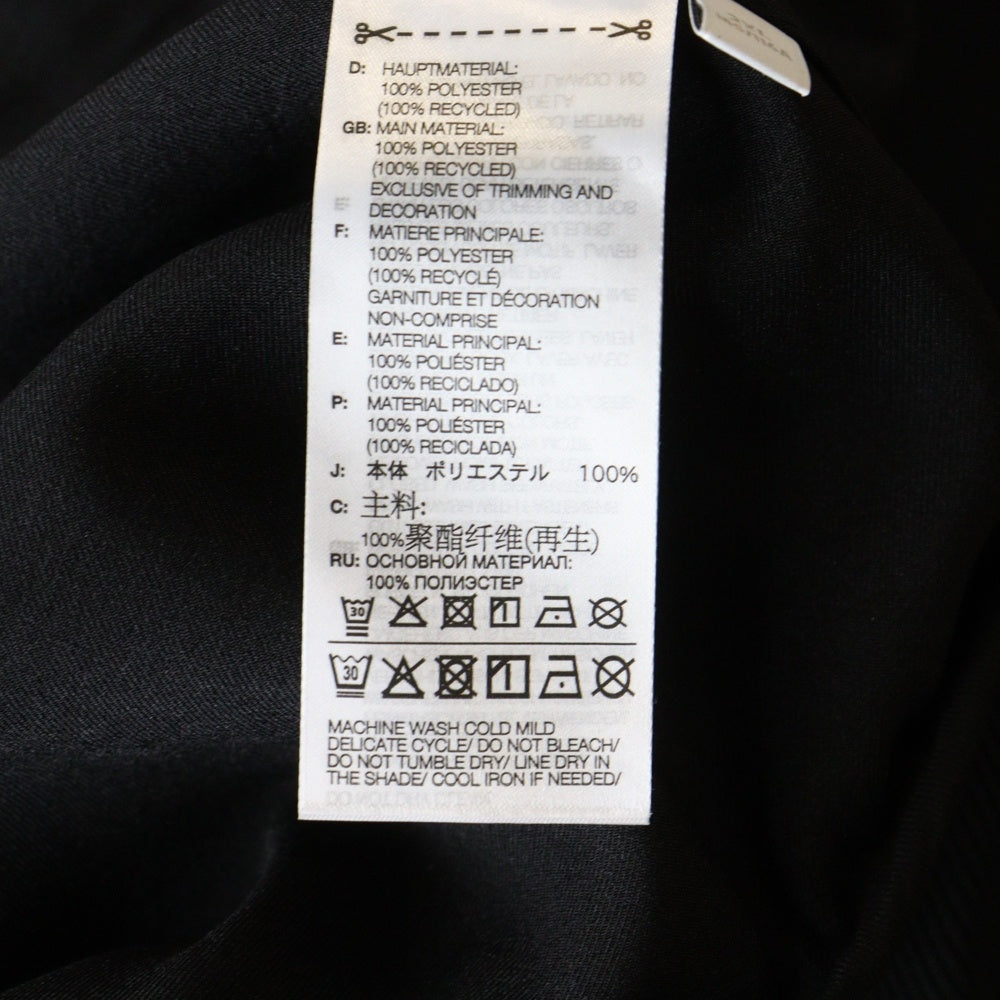 D: HAUPTMATERIAL:
100% POLYESTER
(100% RECYCLED)
GB: MAIN MATERIAL:
100% POLYESTER
(100% RECYCLED)
EXCLUSIVE OF TRIMMING AND
DECORATION
F: MATIERE PRINCIPALE:
100% POLYESTER
(100% RECYCLÉ)
GARNITURE ET DÉCORATION
NON-COMPRISE
E: MATERIAL PRINCIPAL:
100% POLIÉSTER
(100% RECICLADO)
P: MATERIAL PRINCIPAL:
100% POLIÉSTER
(100% RECICLADA)
J: 本体 ポリエステル 100%
C: 主料:
100%聚酯纤维(再生)
RU: ОСНОВНОЙ МАТЕРИАЛ:
100% ПОЛИЭСТЕР
30
30
MACHINE WASH COLD MILD
DELICATE CYCLE/ DO NOT BLEACH/
DO NOT TUMBLE DRY/ LINE DRY IN
THE SHADE/ COOL IRON IF NEEDED/